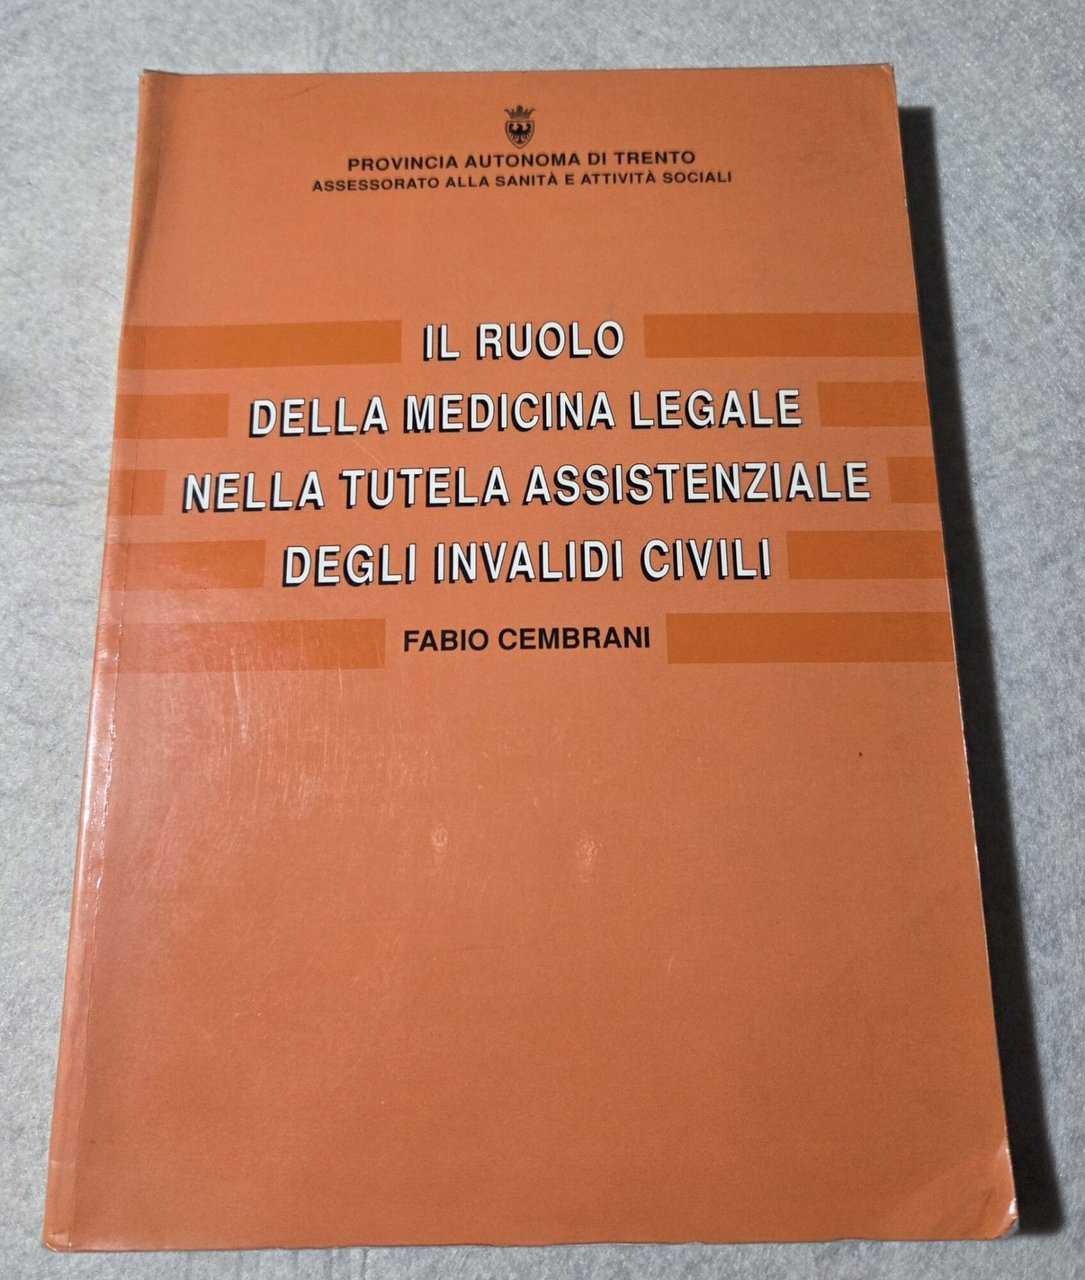 PROVINCIA AUTONOMA DI TRENTO
ASSESSORATO ALLA SANITÀ E ATTIVITÀ SOCIALI
IL RUOLO
DELLA MEDICINA LEGALE
NELLA TUTELA ASSISTENZIALE
DEGLI INVALIDI CIVILI
FABIO CEMBRANI